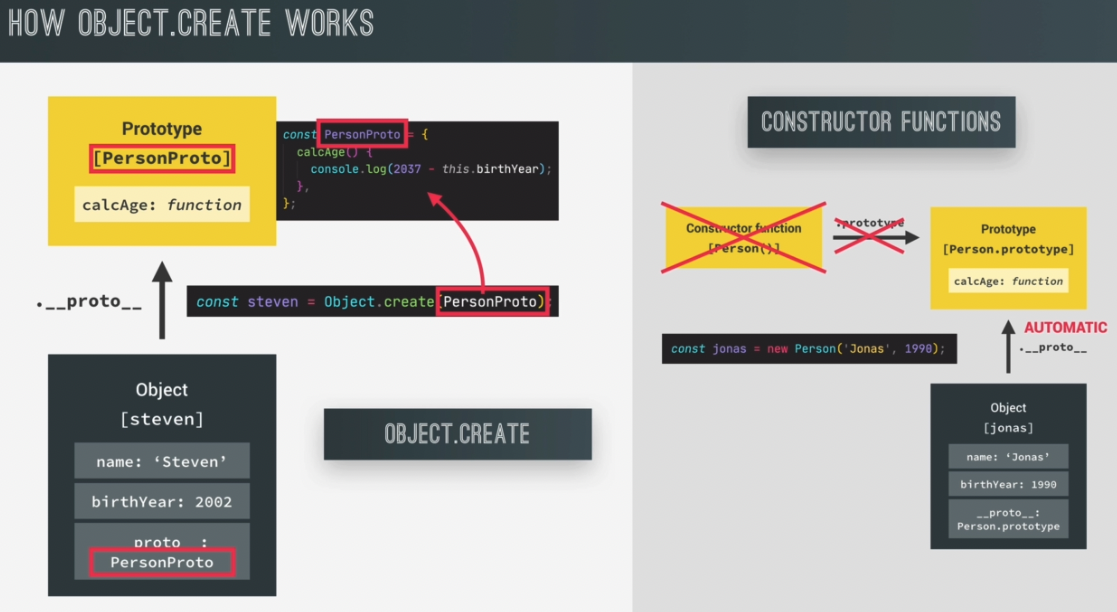 HOW OBJECT.CREATE WORKS
Prototype
[PersonProto]
calcAge: function
const PersonProto = {
calcAge() {
console.log(2037 - this.birthYear);
},
};
.__proto__
const steven = Object.create(PersonProto);
Object
[steven]
name: ‘Steven’
birthYear: 2002
__proto__:
PersonProto
OBJECT.CREATE
CONSTRUCTOR FUNCTIONS
Constructor function
[Person()]
.prototype
Prototype
[Person.prototype]
calcAge: function
const jonas = new Person('Jonas', 1990);
AUTOMATIC
.__proto__
Object
[jonas]
name: ‘Jonas’
birthYear: 1990
__proto__:
Person.prototype